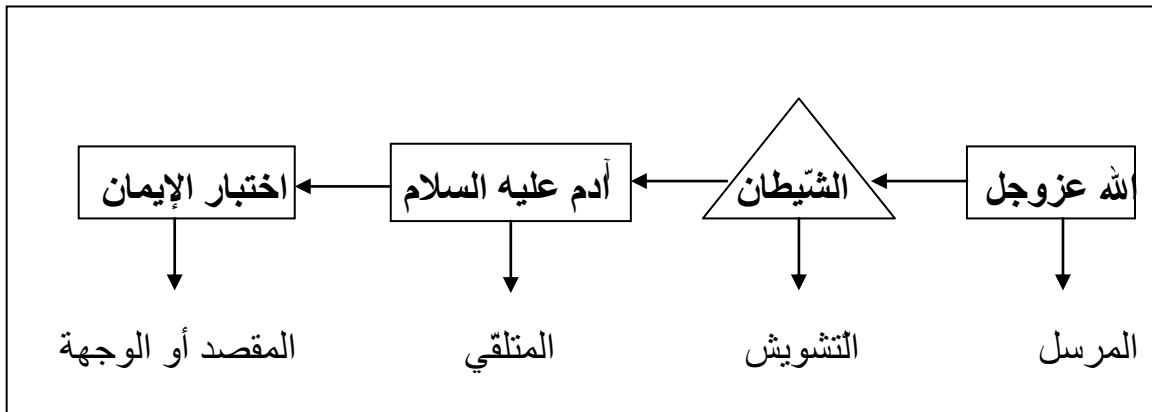 الله عزوجل
الشّيطان
آدم عليه السلام
اختبار الإيمان
المرسل
التّشويش
المتلقّي
المقصد أو الوجهة